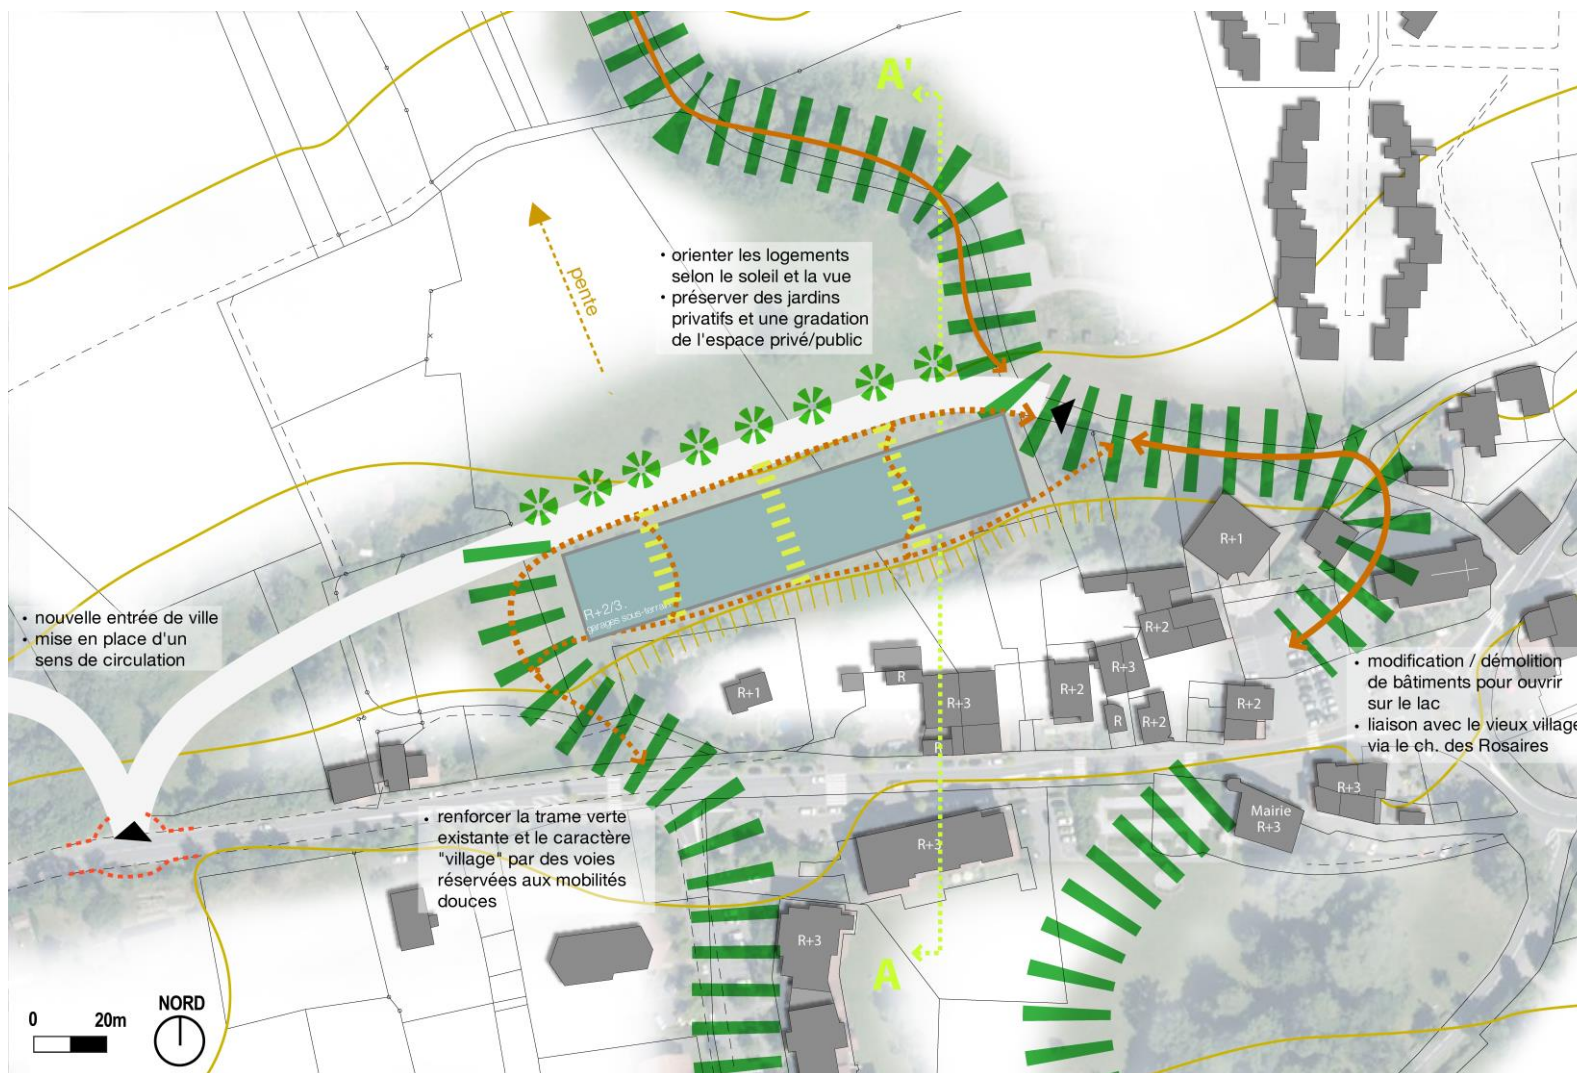 A'
• orienter les logements
selon le soleil et la vue
• préserver des jardins
privatifs et une gradation
de l'espace privé/public
pente
R+1
R+2/3.
garages sous-terrain
• nouvelle entrée de ville
• mise en place d'un
sens de circulation
R+2
R+3
R
R+1
R+3
R+2
R
R+2
R+2
R
• modification / démolition
de bâtiments pour ouvrir
sur le lac
• liaison avec le vieux village
via le ch. des Rosaires
• renforcer la trame verte
existante et le caractère
"village" par des voies
réservées aux mobilités
douces
R+3
Mairie
R+3
R+3
R+3
A
NORD
0 20m